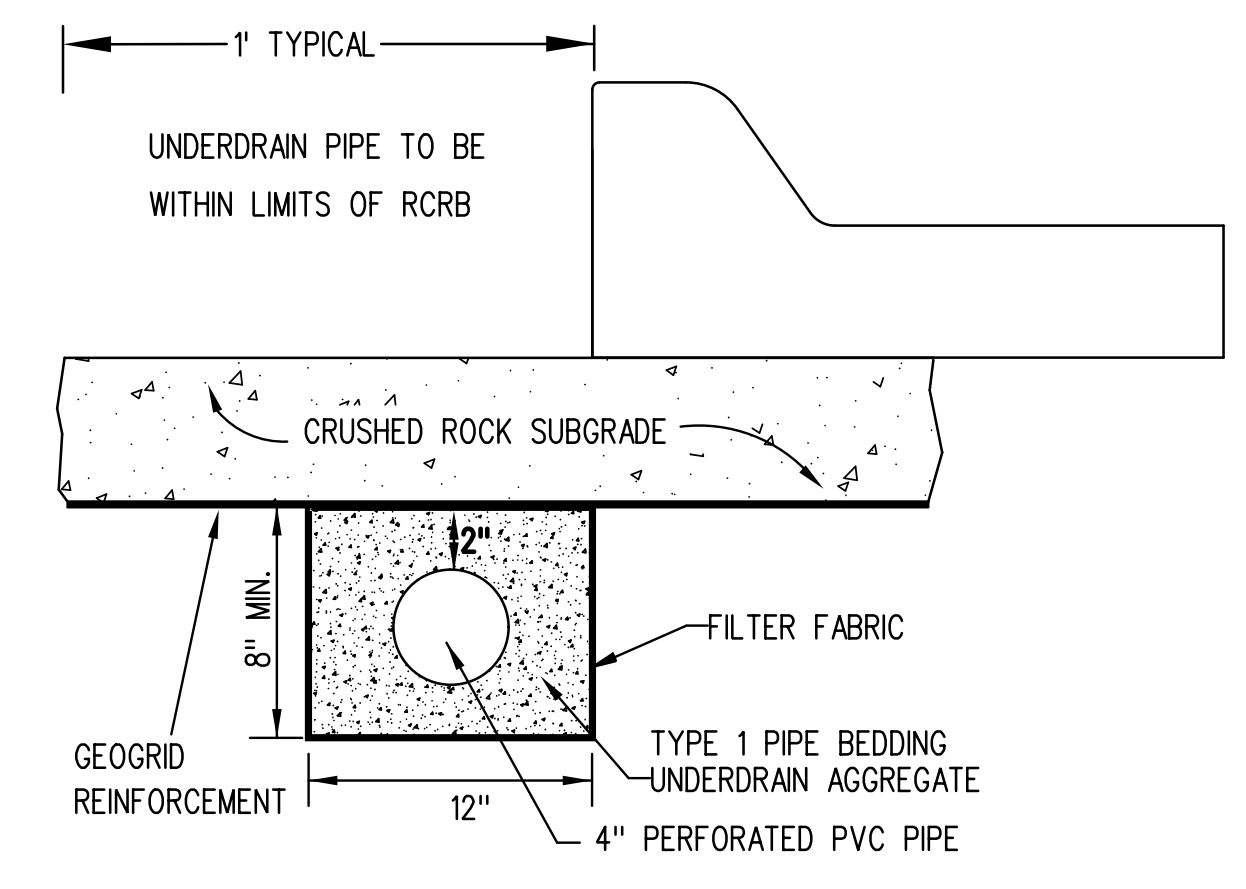 1' TYPICAL
UNDERDRAIN PIPE TO BE
WITHIN LIMITS OF RCRB
CRUSHED ROCK SUBGRADE
2"
8" MIN.
FILTER FABRIC
GEOGRID
REINFORCEMENT
12"
TYPE 1 PIPE BEDDING
UNDERDRAIN AGGREGATE
4" PERFORATED PVC PIPE